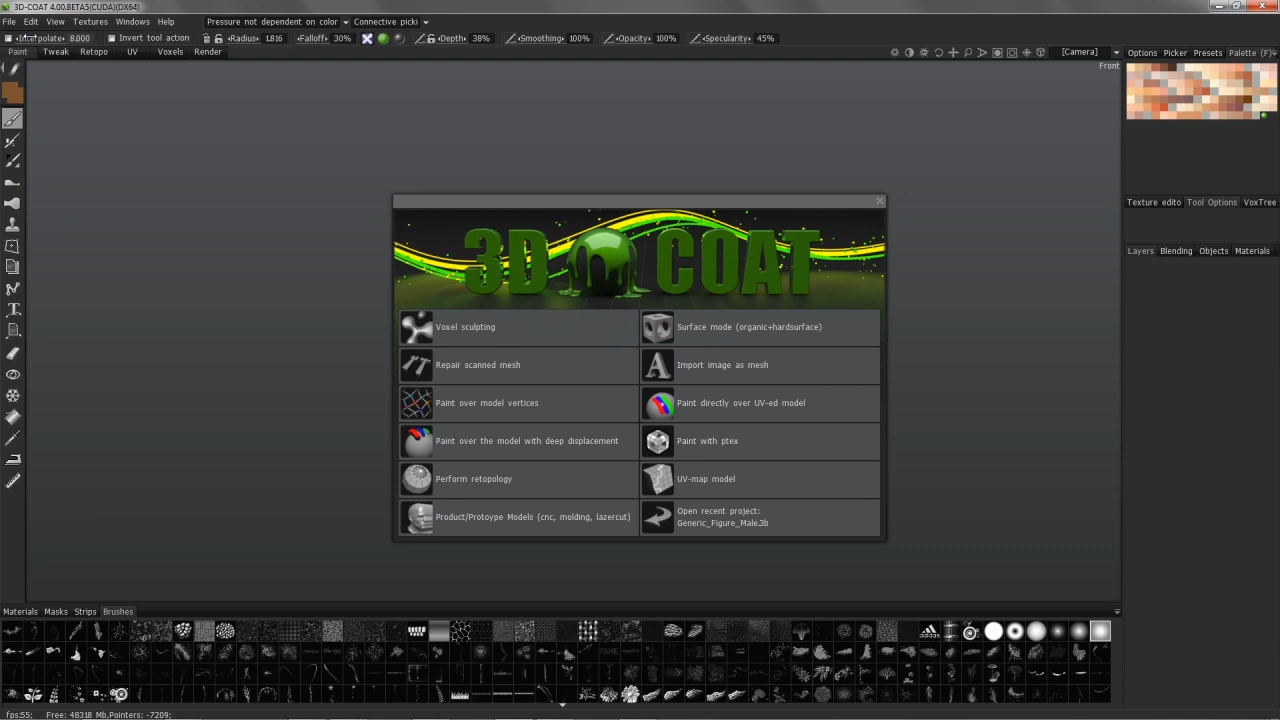 3D-COAT 4.00.BETA5(CUDA)(DX64)
File Edit View Textures Windows Help Pressure not dependent on color Connective picki
8.000 Invert tool action Radius: 1.816 Falloff: 30% Depth: 38% Smoothing: 100% Opacity: 100% Specularity: 45%
Paint Tweak Retopo UV Voxels Render [Camera] Options Picker Presets Palette (F)
Front
3D COAT
Voxel sculpting Surface mode (organic+hardsurface)
Repair scanned mesh Import image as mesh
Paint over model vertices Paint directly over UV-ed model
Paint over the model with deep displacement Paint with ptex
Perform retopology UV-map model
Product/Protoype Models (cnc, molding, lazercut) Open recent project:
Generic_Figure_Male.3b
Texture edito Tool Options VoxTree
Layers Blending Objects Materials
Materials Masks Strips Brushes
adidas
fps:55; Free: 48318 Mb,Pointers: -7209;